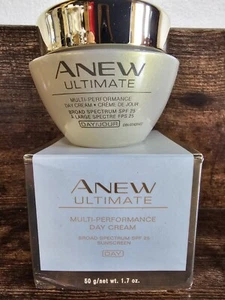 ANEW
ULTIMATE
MULTI-PERFORMANCE
DAY CREAM • CRÈME DE JOUR
BROAD SPECTRUM SPF 25
À LARGE SPECTRE FPS 25
DAY/JOUR
ANEW
ULTIMATE
MULTI-PERFORMANCE
DAY CREAM
BROAD SPECTRUM SPF 25
SUNSCREEN
DAY
50 g/net wt. 1.7 oz.